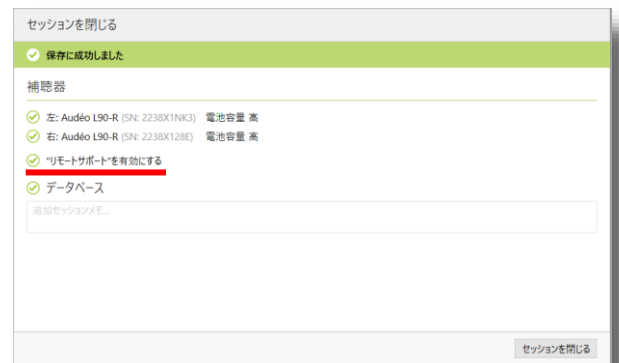 セッションを閉じる
保存に成功しました
補聴器
左: Audéo L90-R (SN: 2238X1NK3) 電池容量 高
右: Audéo L90-R (SN: 2238X128E) 電池容量 高
"リモートサポート"を有効にする
データベース
追加セッションメモ...
セッションを閉じる